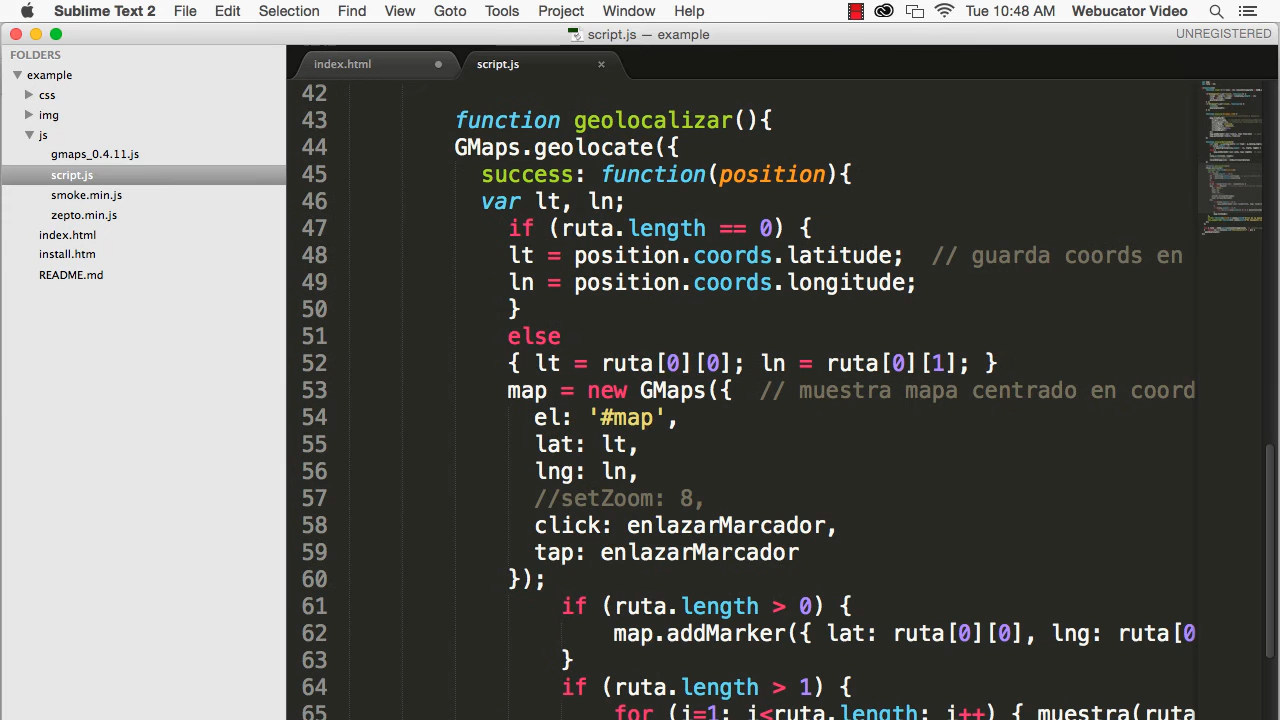 Sublime Text 2 File Edit Selection Find View Goto Tools Project Window Help Tue 10:48 AM Webucator Video
script.js — example UNREGISTERED
FOLDERS
example
css
img
js
gmaps_0.4.11.js
script.js
smoke.min.js
zepto.min.js
index.html
install.htm
README.md
index.html script.js
42
43 function geolocalizar(){
44 GMaps.geolocate({
45 success: function(position){
46 var lt, ln;
47 if (ruta.length == 0) {
48 lt = position.coords.latitude; // guarda coords en
49 ln = position.coords.longitude;
50 }
51 else
52 { lt = ruta[0][0]; ln = ruta[0][1]; }
53 map = new GMaps({ // muestra mapa centrado en coord
54 el: '#map',
55 lat: lt,
56 lng: ln,
57 //setZoom: 8,
58 click: enlazarMarcador,
59 tap: enlazarMarcador
60 });
61 if (ruta.length > 0) {
62 map.addMarker({ lat: ruta[0][0], lng: ruta[0
63 }
64 if (ruta.length > 1) {
65 for (i=1; i<ruta.length; i++) { muestra(ruta